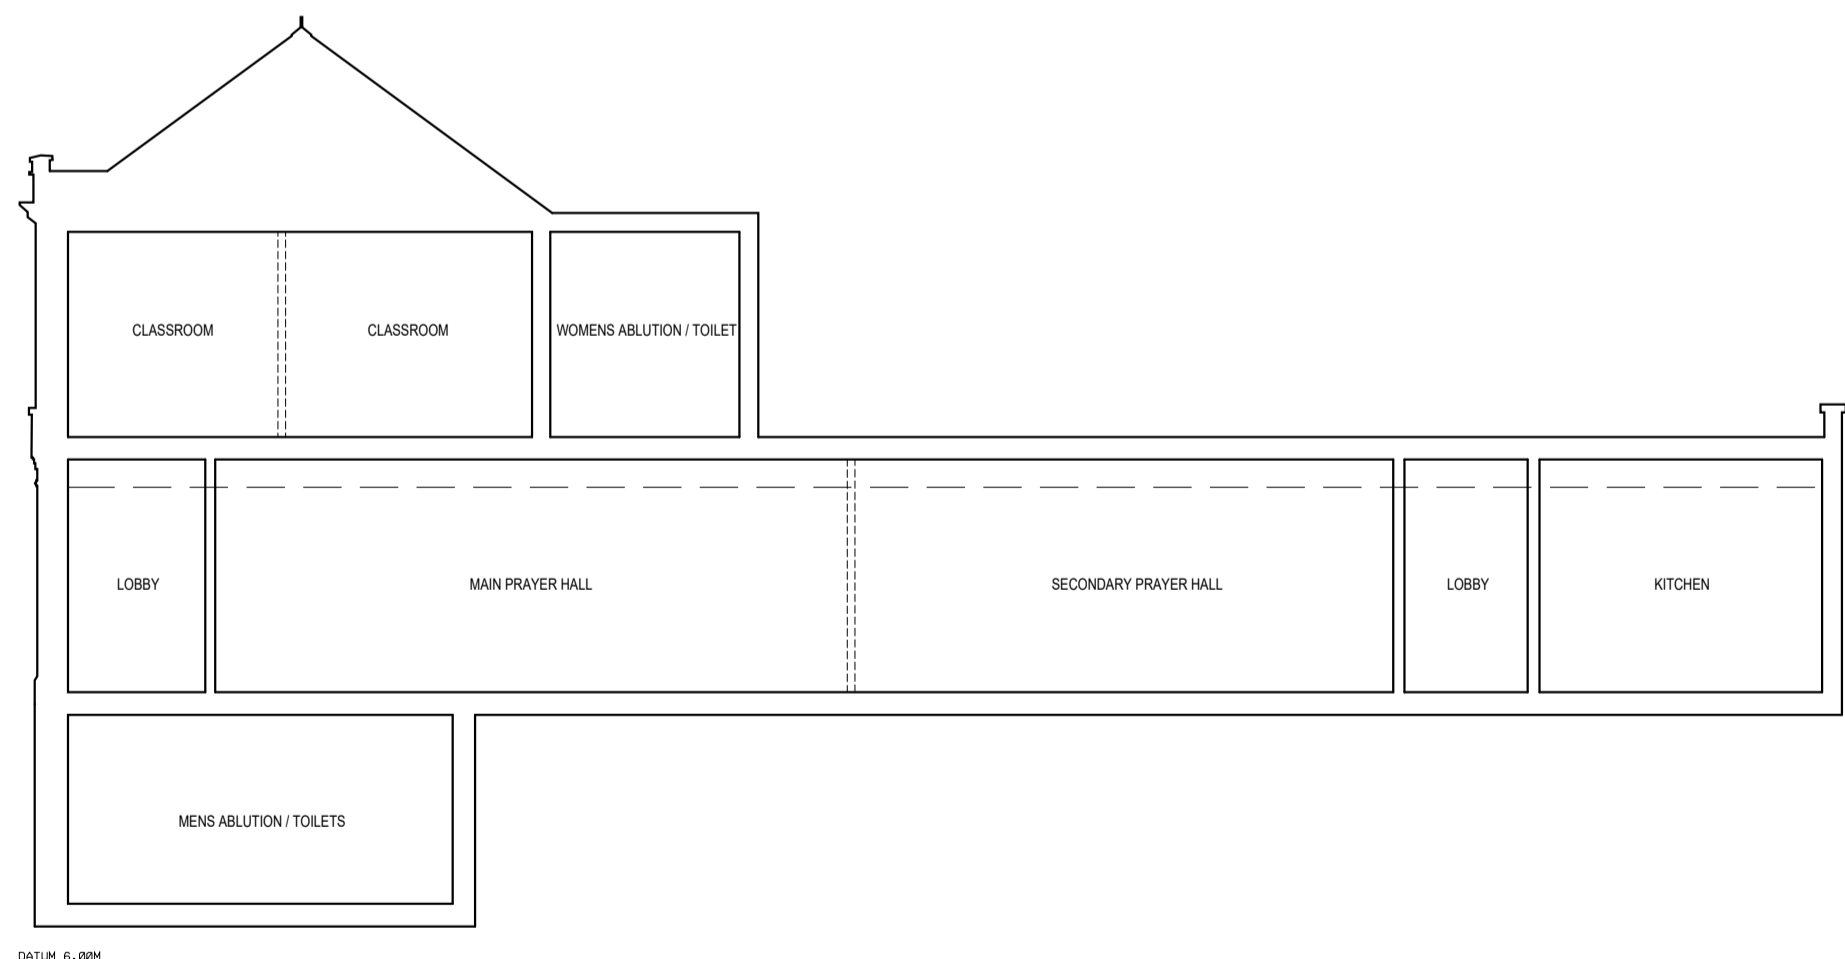 CLASSROOM
CLASSROOM
WOMENS ABLUTION / TOILET
LOBBY
MAIN PRAYER HALL
SECONDARY PRAYER HALL
LOBBY
KITCHEN
MENS ABLUTION / TOILETS
DATUM 6.00M